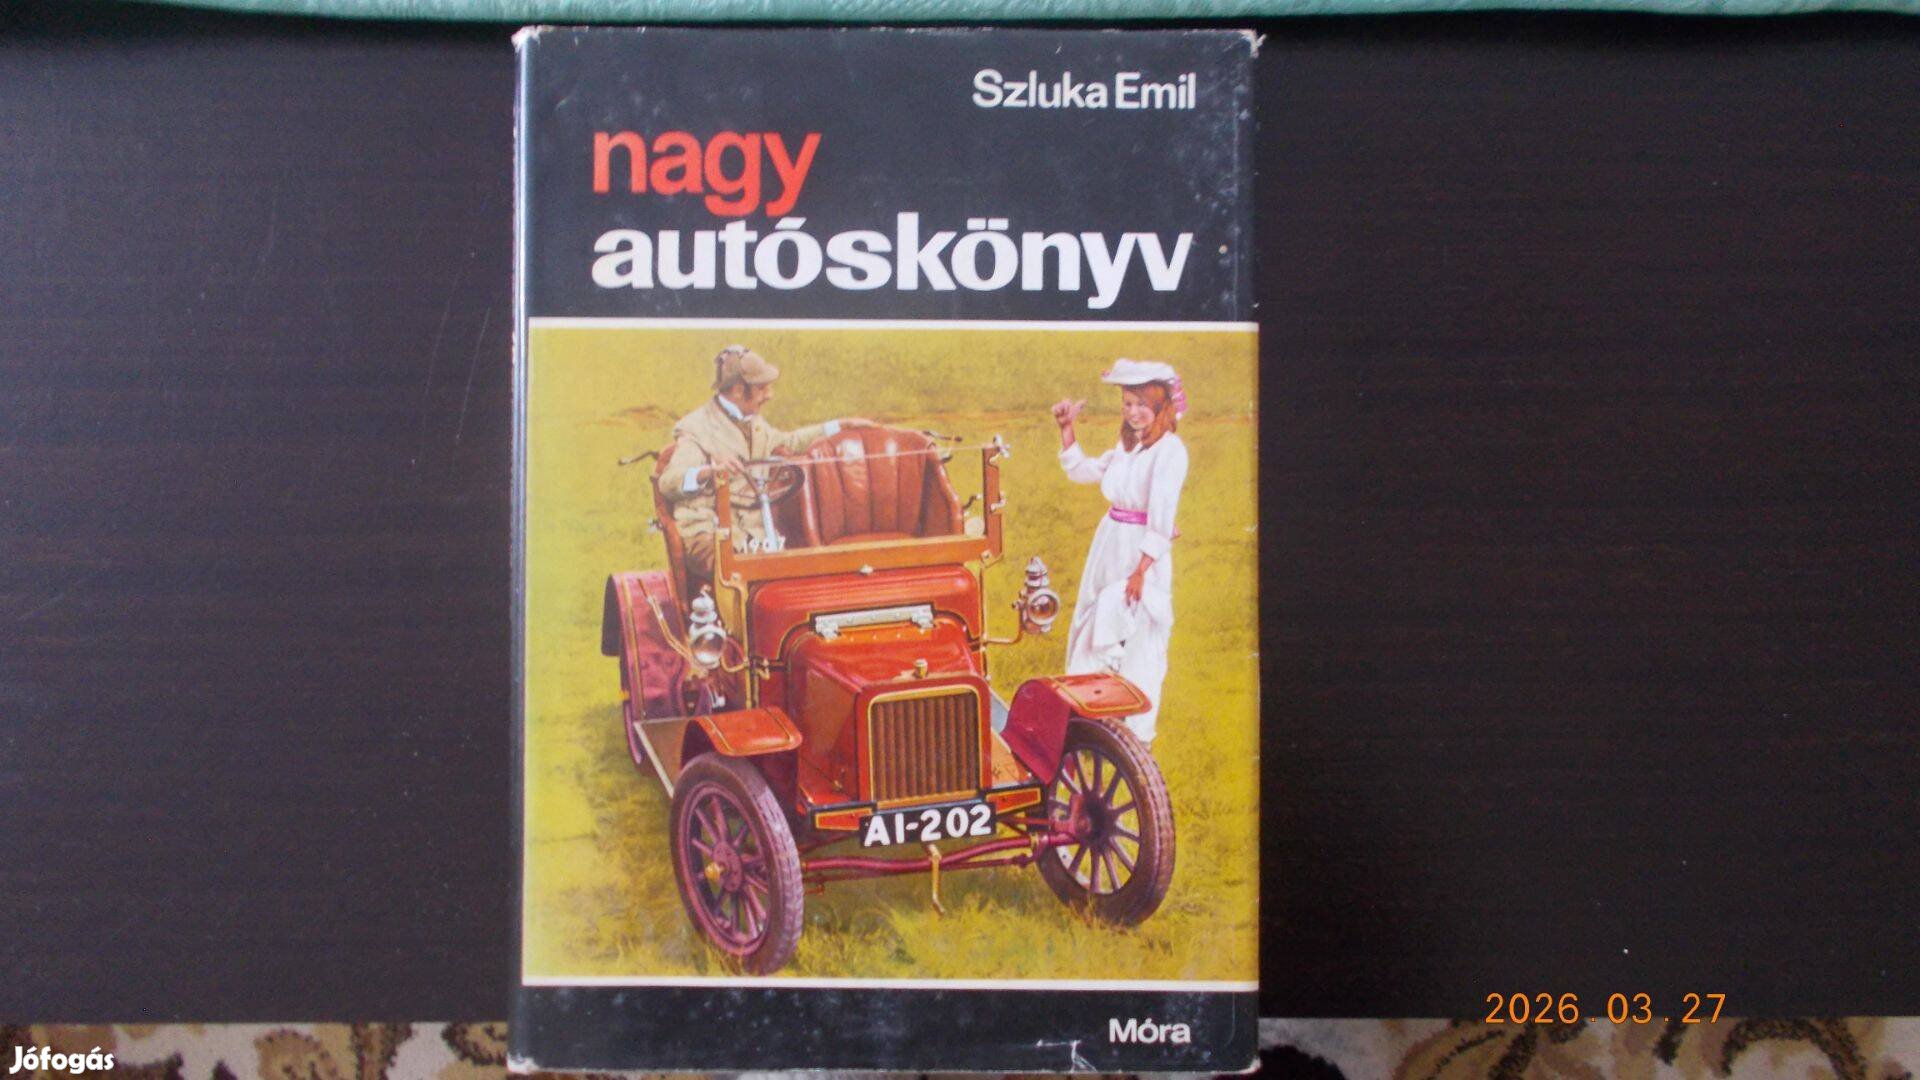 Szluka Emil
nagy
autóskönyv
1907
AI-202
Móra
2026.03.27
Jófogás